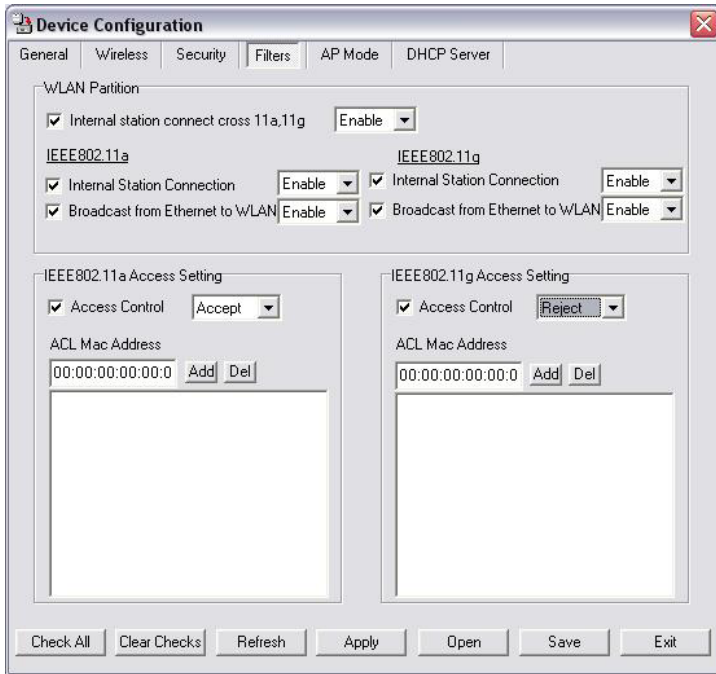 Device Configuration
General Wireless Security Filters AP Mode DHCP Server
WLAN Partition
Internal station connect cross 11a,11g Enable
IEEE802.11a IEEE802.11g
Internal Station Connection Enable Internal Station Connection Enable
Broadcast from Ethernet to WLAN Enable Broadcast from Ethernet to WLAN Enable
IEEE802.11a Access Setting
Access Control Accept
ACL Mac Address
00:00:00:00:00:0 Add Del
IEEE802.11g Access Setting
Access Control Reject
ACL Mac Address
00:00:00:00:00:0 Add Del
Check All Clear Checks Refresh Apply Open Save Exit